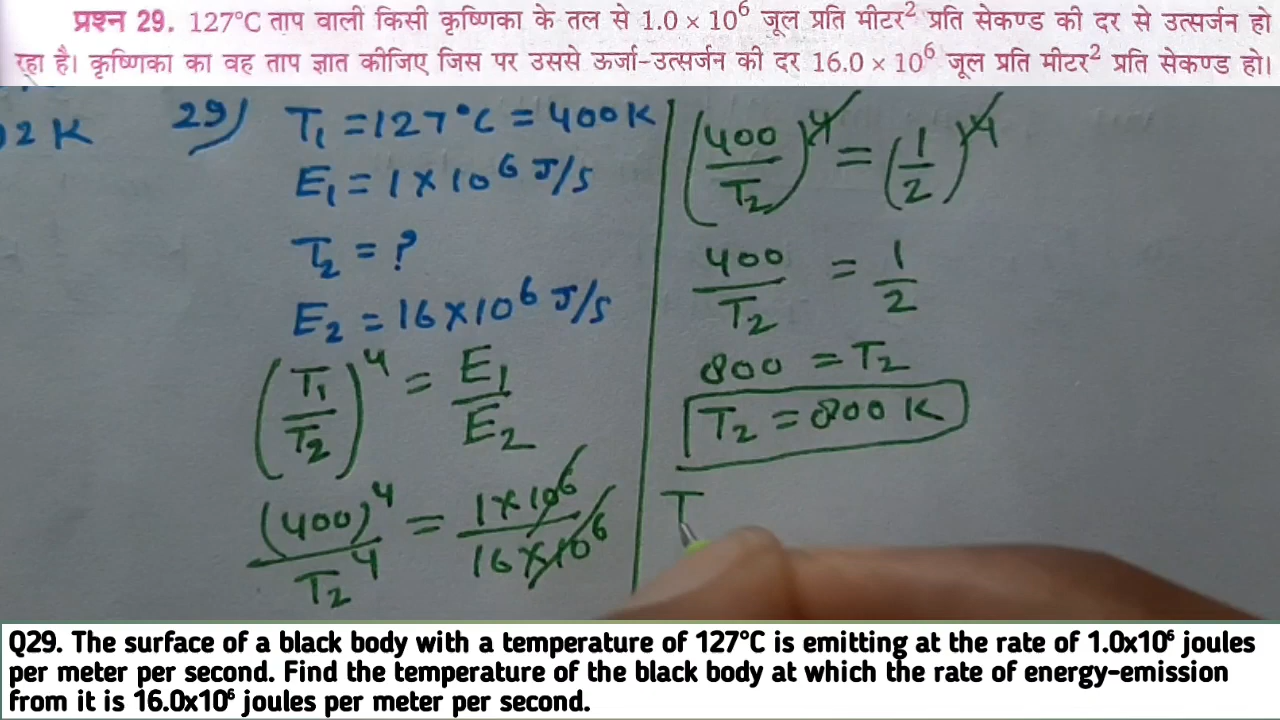 प्रश्न 29. 127°C ताप वाली किसी कृष्णिका के तल से 1.0 × 10⁶ जूल प्रति मीटर² प्रति सेकण्ड की दर से उत्सर्जन हो
रहा है। कृष्णिका का वह ताप ज्ञात कीजिए जिस पर उससे ऊर्जा-उत्सर्जन की दर 16.0 × 10⁶ जूल प्रति मीटर² प्रति सेकण्ड हो।
2 K
29) T₁ = 127°C = 400 K
E₁ = 1 × 10⁶ J/s
T₂ = ?
E₂ = 16 × 10⁶ J/s
(T₁/T₂)⁴ = E₁/E₂
(400)⁴/T₂⁴ = 1 × 10⁶/16 × 10⁶
(400/T₂)⁴ = (1/2)⁴
400/T₂ = 1/2
800 = T₂
T₂ = 800 K
T
Q29. The surface of a black body with a temperature of 127°C is emitting at the rate of 1.0x10⁶ joules
per meter per second. Find the temperature of the black body at which the rate of energy-emission
from it is 16.0x10⁶ joules per meter per second.